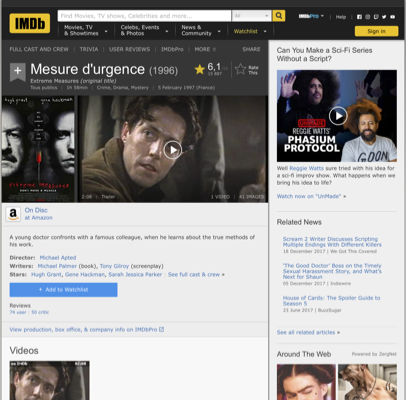 IMDb
Find Movies, TV shows, Celebrities and more...
All
IMDbPro
Help
Movies, TV & Showtimes
Celebs, Events & Photos
News & Community
Watchlist
Sign in
FULL CAST AND CREW | TRIVIA | USER REVIEWS | IMDbPro | MORE
SHARE
Mesure d'urgence (1996)
Extreme Measures (original title)
6,1
Rate This
Tous publics | 1h 58min | Crime, Drama, Mystery | 5 February 1997 (France)
hugh grant gene hackman
EXTREME MEASURES
2:08 | Trailer
1 VIDEO | 41 IMAGES
On Disc
at Amazon
A young doctor confronts with a famous colleague, when he learns about the true methods of
his work.
Director: Michael Apted
Writers: Michael Palmer (book), Tony Gilroy (screenplay)
Stars: Hugh Grant, Gene Hackman, Sarah Jessica Parker | See full cast & crew »
+ Add to Watchlist
Reviews
74 user | 50 critic
View production, box office, & company info on IMDbPro
Videos
Can You Make a Sci-Fi Series
Without a Script?
REGGIE WATTS'
PHASIUM
PROTOCOL
Well Reggie Watts sure tried with his idea for
a sci-fi improv show. What happens when we
bring his idea to life?
Watch now on "UnMade" »
Related News
Scream 2 Writer Discusses Scripting
Multiple Endings With Different Killers
18 December 2017 | We Got This Covered
'The Good Doctor' Boss on the Timely
Sexual Harassment Story, and What's
Next for Shaun
05 December 2017 | Indiewire
House of Cards: The Spoiler Guide to
Season 5
23 June 2017 | BuzzSugar
See all related articles »
Around The Web
Powered by ZergNet